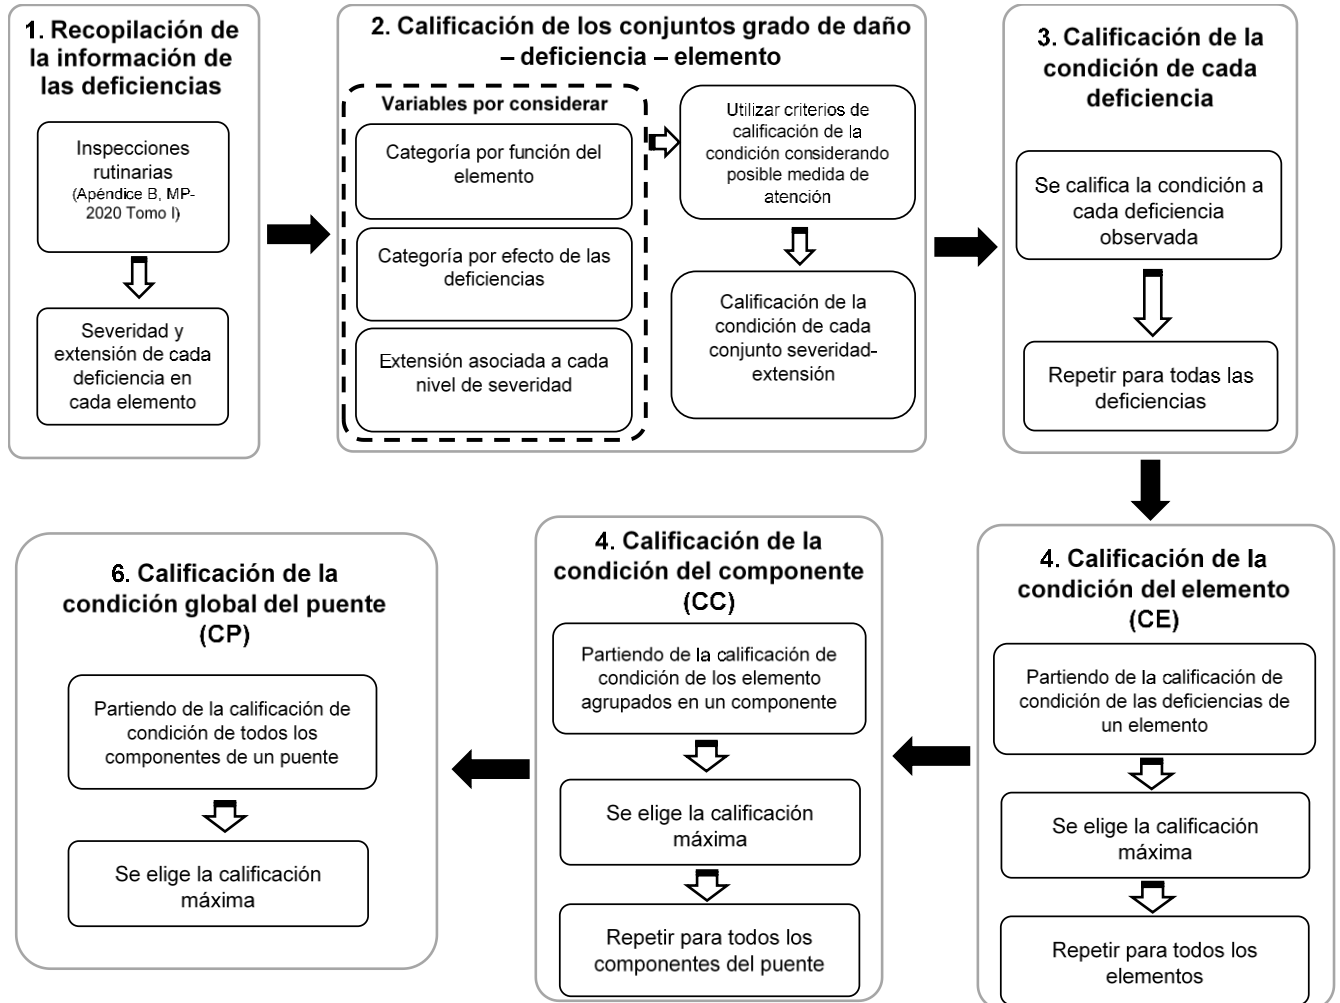 1. Recopilación de
la información de
las deficiencias
Inspecciones
rutinarias
(Apéndice B, MP-
2020 Tomo I)
Severidad y
extensión de cada
deficiencia en
cada elemento
2. Calificación de los conjuntos grado de daño
– deficiencia – elemento
Variables por considerar
Categoría por función del
elemento
Categoría por efecto de las
deficiencias
Extensión asociada a cada
nivel de severidad
Utilizar criterios de
calificación de la
condición considerando
posible medida de
atención
Calificación de la
condición de cada
conjunto severidad-
extensión
3. Calificación de la
condición de cada
deficiencia
Se califica la condición a
cada deficiencia
observada
Repetir para todas las
deficiencias
4. Calificación de la
condición del elemento
(CE)
Partiendo de la calificación de
condición de las deficiencias de
un elemento
Se elige la calificación
máxima
Repetir para todos los
elementos
4. Calificación de la
condición del componente
(CC)
Partiendo de la calificación de
condición de los elemento
agrupados en un componente
Se elige la calificación
máxima
Repetir para todos los
componentes del puente
6. Calificación de la
condición global del puente
(CP)
Partiendo de la calificación de
condición de todos los
componentes de un puente
Se elige la calificación
máxima